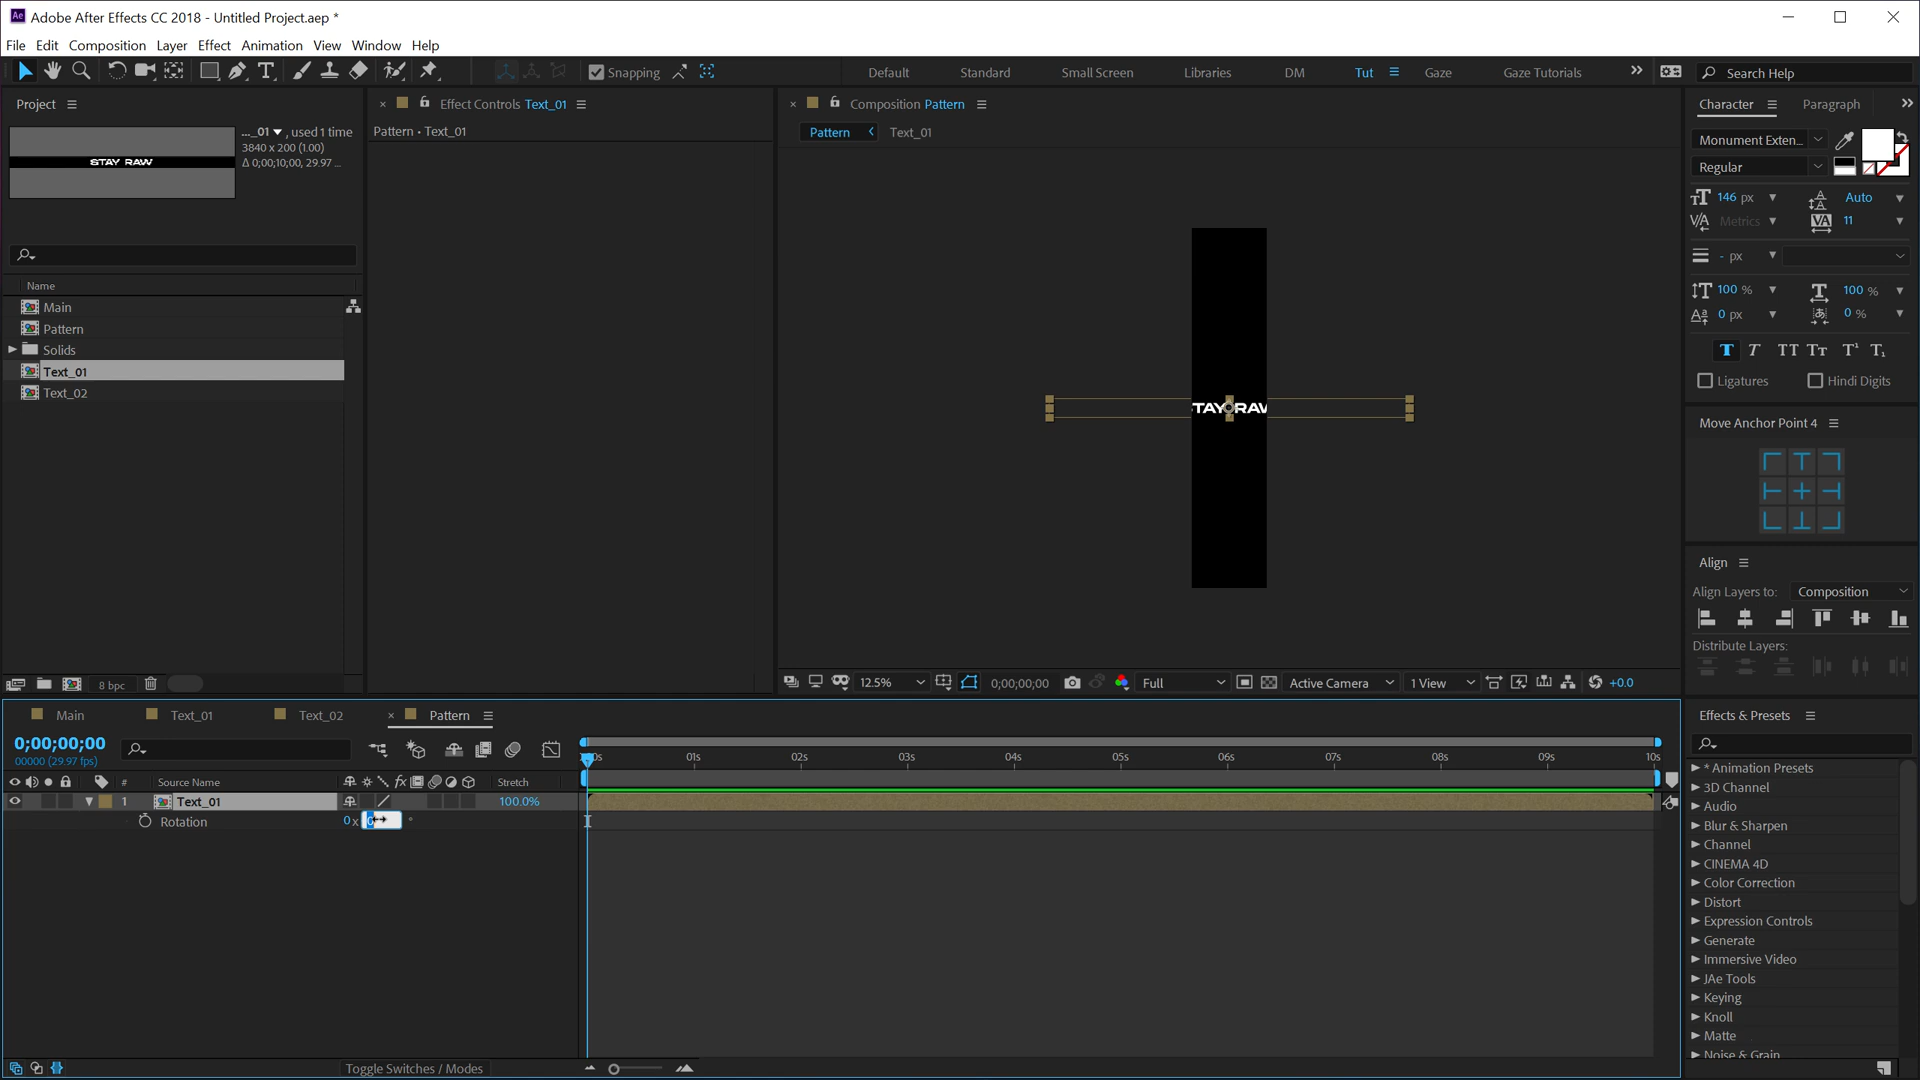 Adobe After Effects CC 2018 - Untitled Project.aep *
File Edit Composition Layer Effect Animation View Window Help
Snapping
Default Standard Small Screen Libraries DM Tut Gaze Gaze Tutorials
Search Help
Project
..._01 , used 1 time
3840 x 200 (1.00)
Δ 0;00;10;00, 29.97 ...
STAY RAW
Name
Main
Pattern
Solids
Text_01
Text_02
8 bpc
Effect Controls Text_01
Pattern • Text_01
Composition Pattern
Pattern Text_01
STAY RAW
12.5% 0;00;00;00 Full Active Camera 1 View +0.0
Character Paragraph
Monument Exten...
Regular
146 px Auto
Metrics 11
- px
100 % 100 %
0 px 0 %
Ligatures Hindi Digits
Move Anchor Point 4
Align
Align Layers to: Composition
Distribute Layers:
Main Text_01 Text_02 Pattern
0;00;00;00
00000 (29.97 fps)
01s 02s 03s 04s 05s 06s 07s 08s 09s 10s
# Source Name Stretch
1 Text_01 100.0%
Rotation 0x 0 °
Toggle Switches / Modes
Effects & Presets
* Animation Presets
3D Channel
Audio
Blur & Sharpen
Channel
CINEMA 4D
Color Correction
Distort
Expression Controls
Generate
Immersive Video
JAe Tools
Keying
Knoll
Matte
Noise & Grain